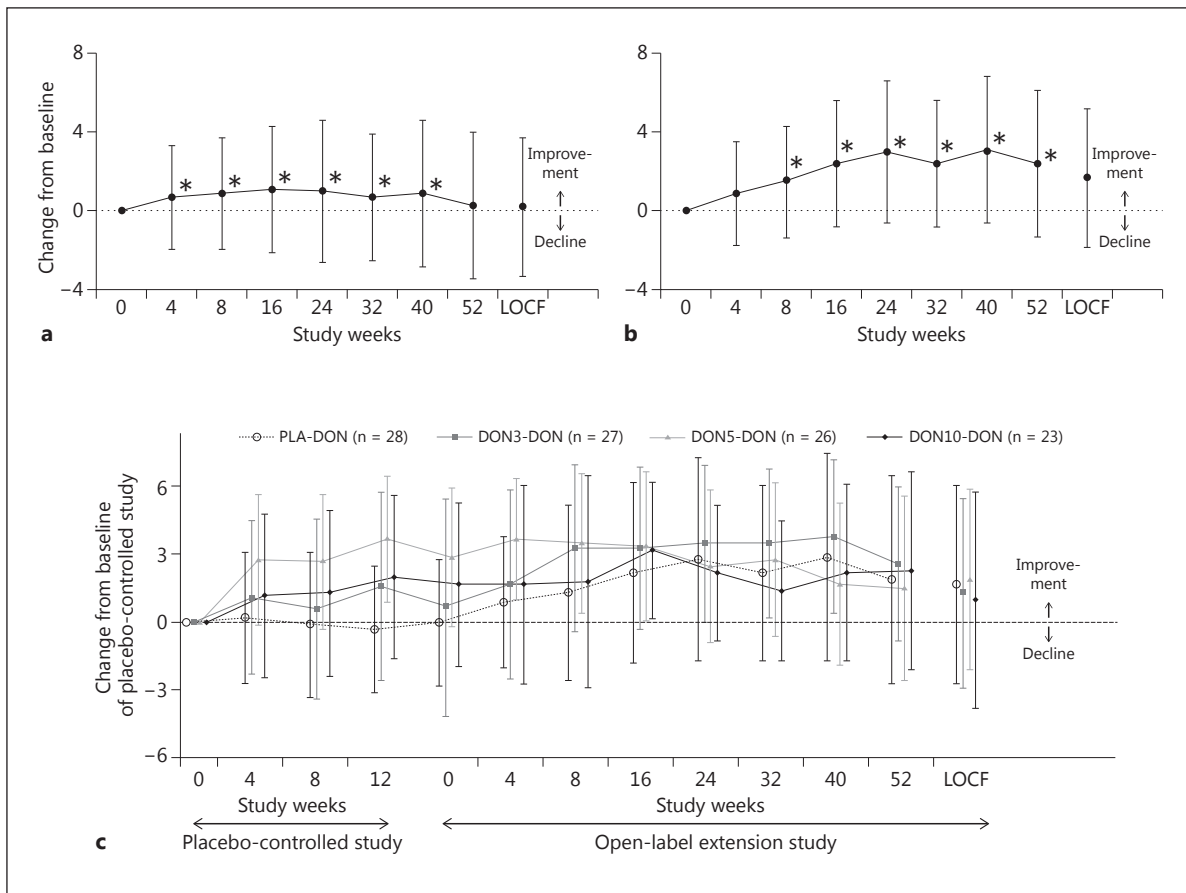 8
4
0
−4
Change from baseline
* * * * * *
Improve-
ment
Decline
0 4 8 16 24 32 40 52 LOCF
Study weeks
a
8
4
0
−4
* * * * * *
Improve-
ment
Decline
0 4 8 16 24 32 40 52 LOCF
Study weeks
b
PLA-DON (n = 28) DON3-DON (n = 27) DON5-DON (n = 26) DON10-DON (n = 23)
6
3
0
−3
−6
Change from baseline
of placebo-controlled study
Improve-
ment
Decline
0 4 8 12 0 4 8 16 24 32 40 52 LOCF
Study weeks Study weeks
Placebo-controlled study Open-label extension study
c